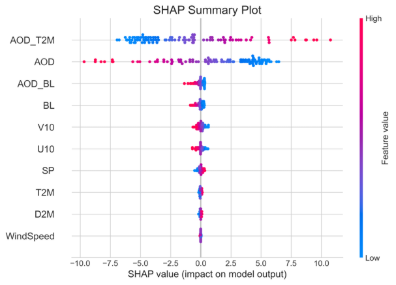 SHAP Summary Plot
High
AOD_T2M
AOD
AOD_BL
BL
V10
U10
SP
T2M
D2M
WindSpeed
Feature value
Low
−10.0 −7.5 −5.0 −2.5 0.0 2.5 5.0 7.5 10.0
SHAP value (impact on model output)